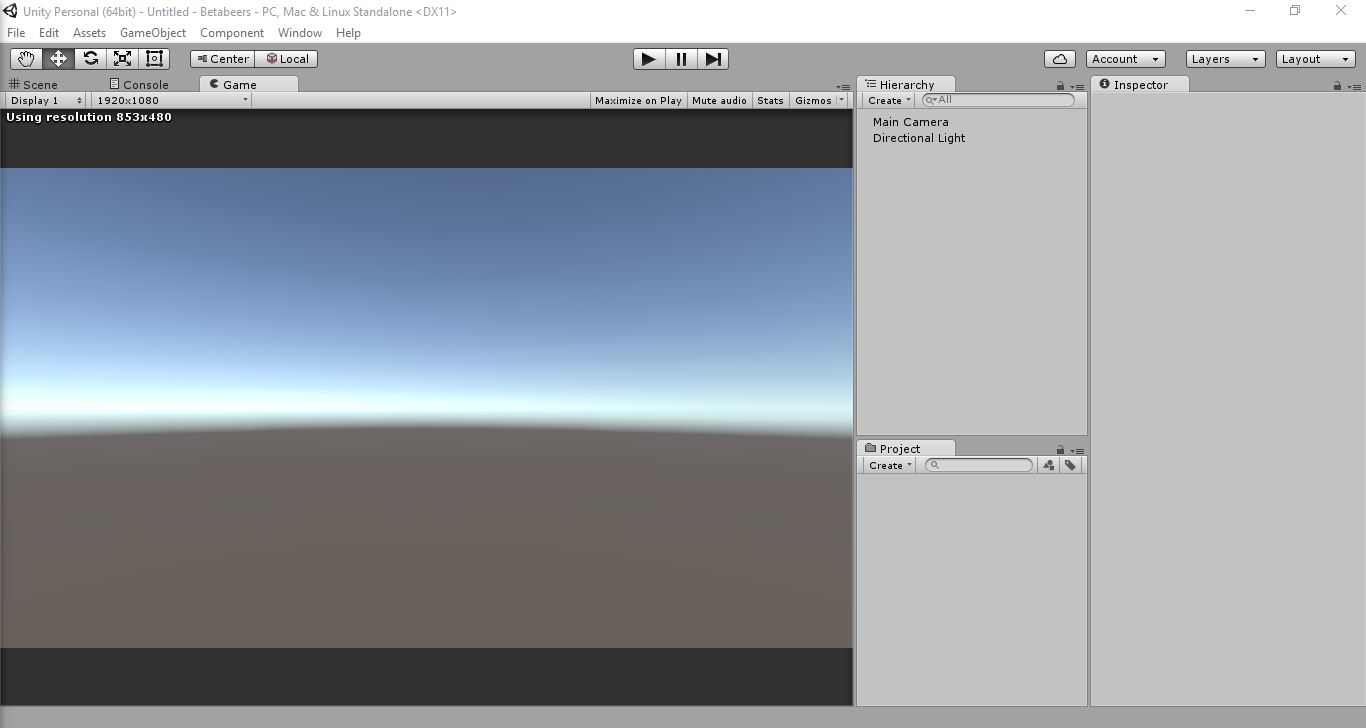 Unity Personal (64bit) - Untitled - Betabeers - PC, Mac & Linux Standalone <DX11>
File Edit Assets GameObject Component Window Help
Center Local Account Layers Layout
Scene Console Game
Display 1 1920x1080 Maximize on Play Mute audio Stats Gizmos
Using resolution 853x480
Hierarchy
Create All
Main Camera
Directional Light
Project
Create
Inspector